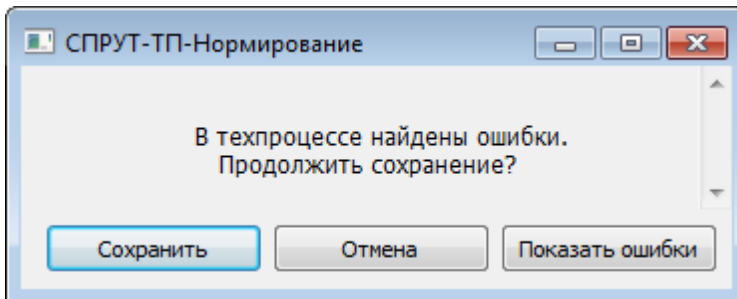 СПРУТ-ТП-Нормирование
В техпроцессе найдены ошибки.
Продолжить сохранение?
Сохранить
Отмена
Показать ошибки